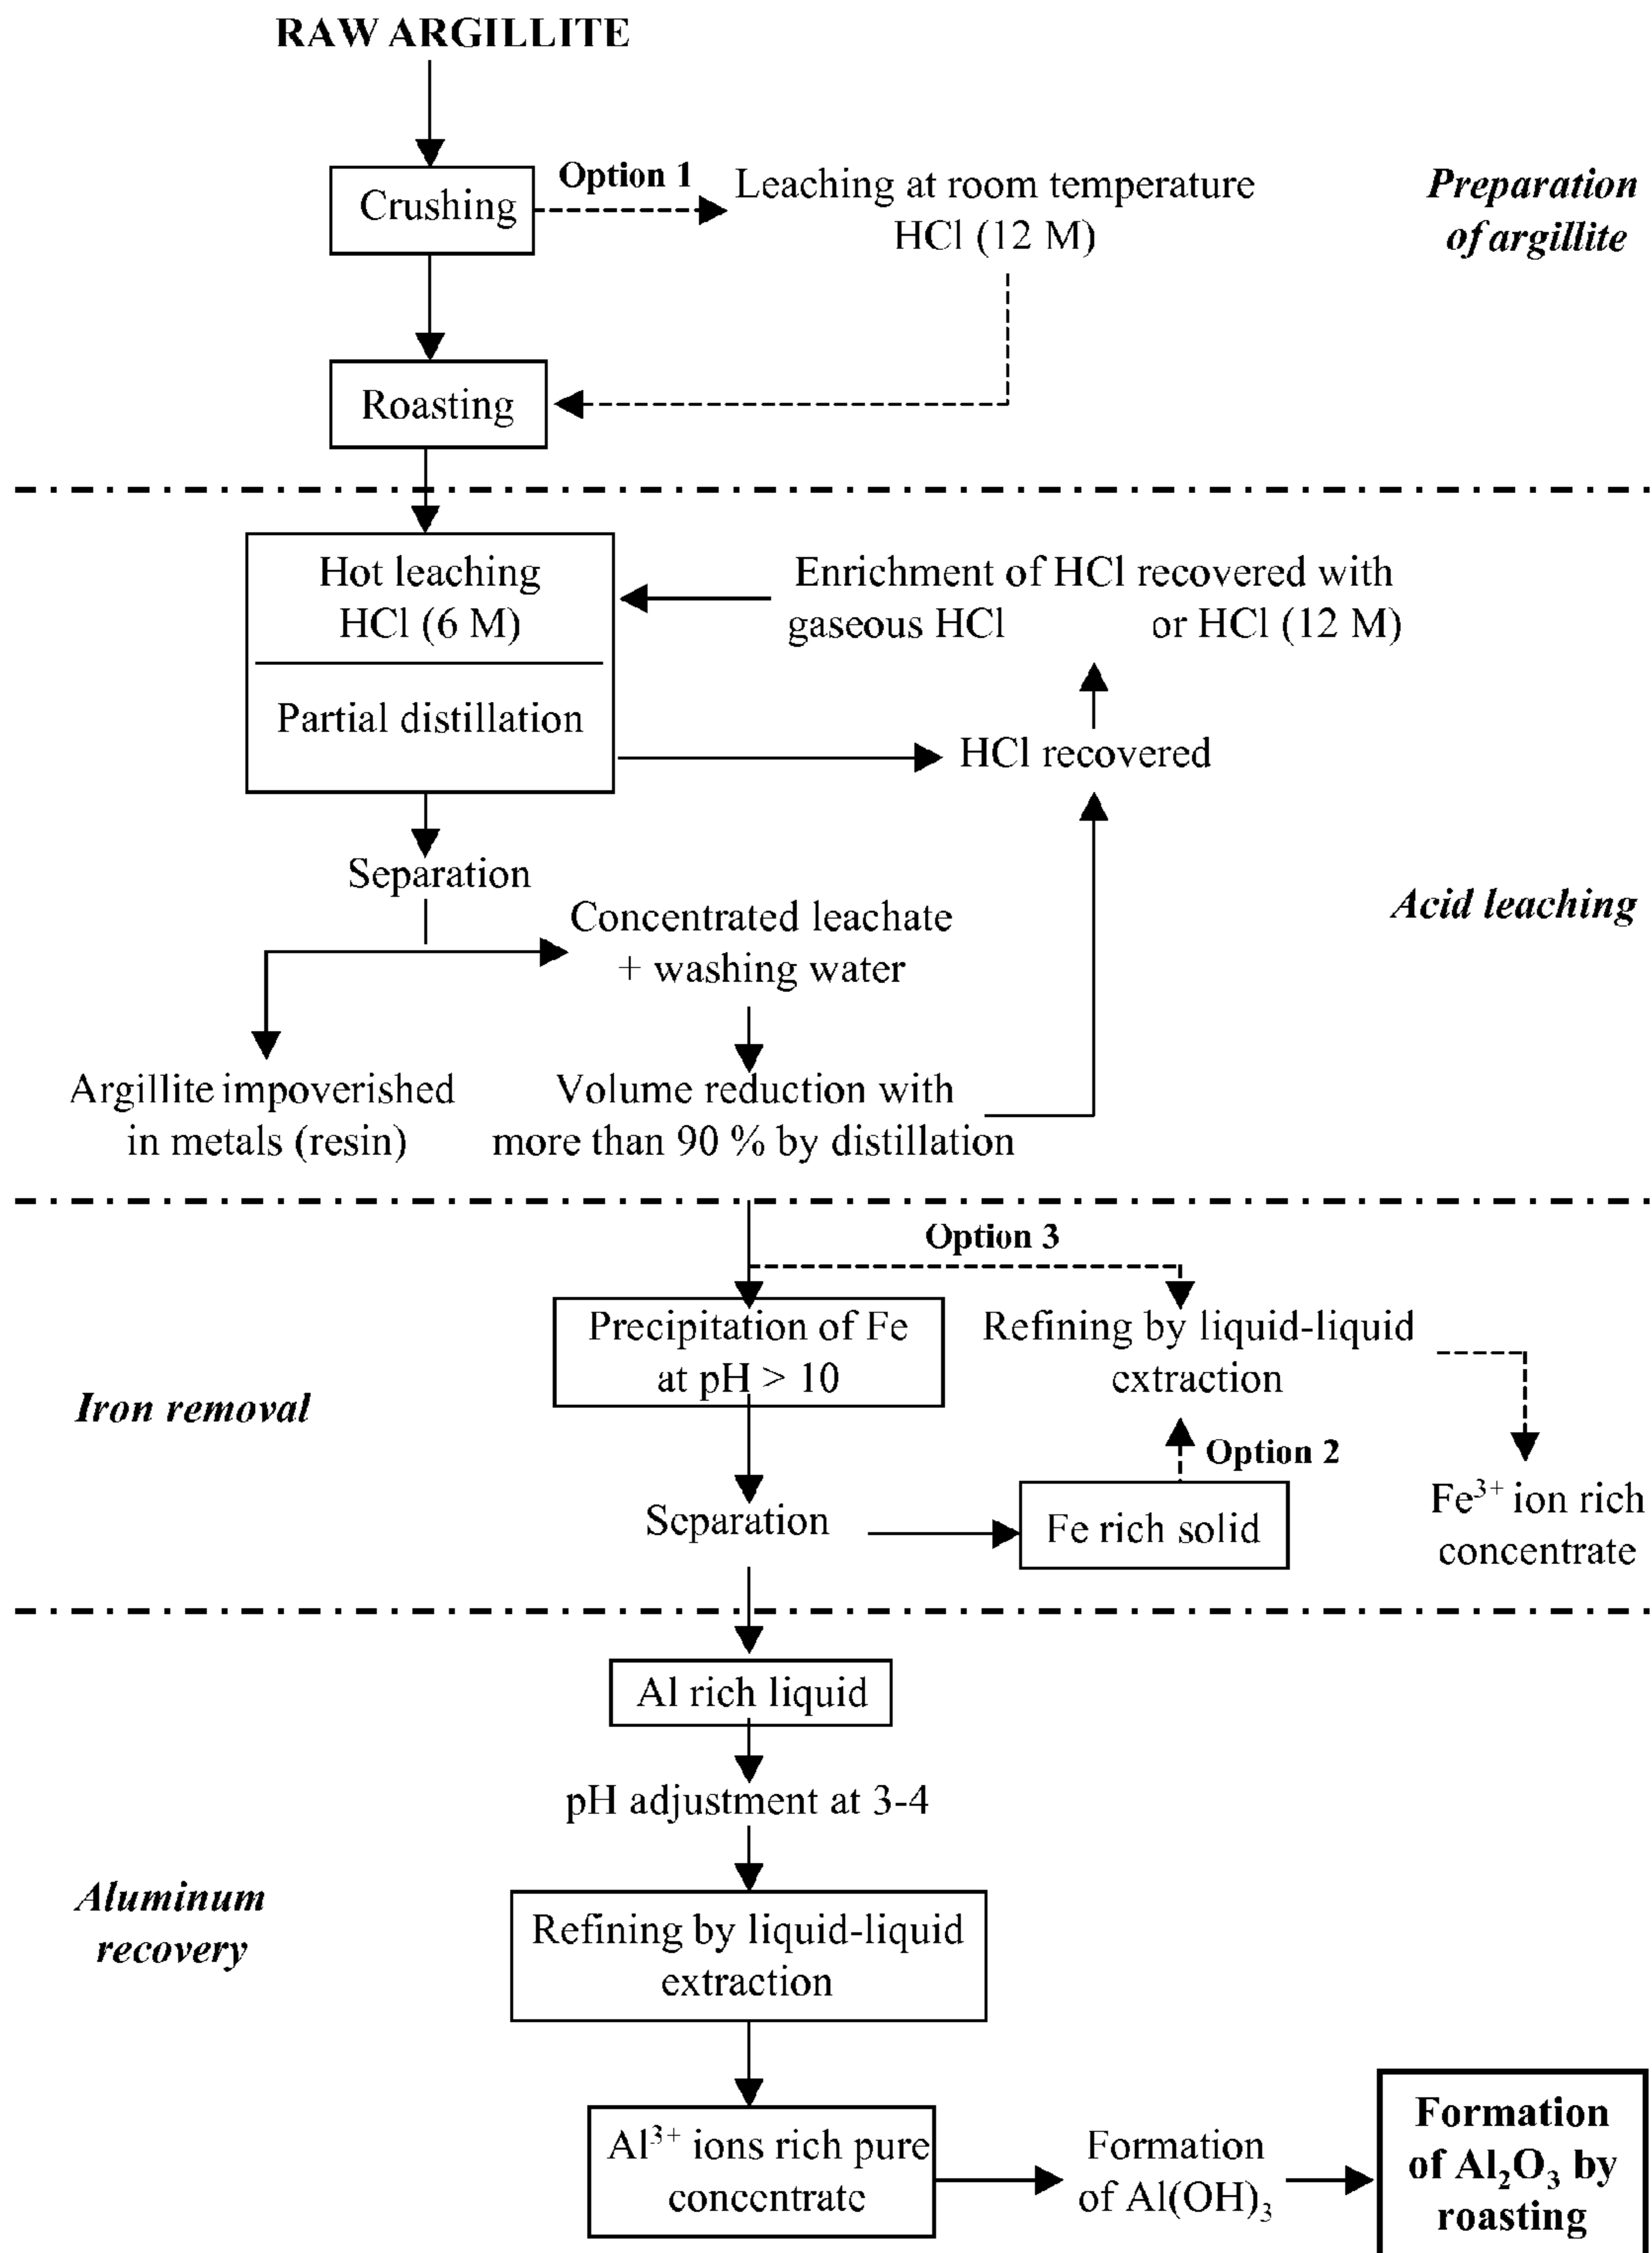 RAW ARGILLITE
Crushing
Option 1
Leaching at room temperature
HCl (12 M)
Preparation
of argillite
Roasting
Hot leaching
HCl (6 M)
Partial distillation
Enrichment of HCl recovered with
gaseous HCl or HCl (12 M)
HCl recovered
Separation
Concentrated leachate
+ washing water
Acid leaching
Argillite impoverished
in metals (resin)
Volume reduction with
more than 90 % by distillation
Option 3
Precipitation of Fe
at pH > 10
Refining by liquid-liquid
extraction
Iron removal
Option 2
Separation
Fe rich solid
Fe³⁺ ion rich
concentrate
Al rich liquid
pH adjustment at 3-4
Aluminum
recovery
Refining by liquid-liquid
extraction
Al³⁺ ions rich pure
concentrate
Formation
of Al(OH)₃
Formation
of Al₂O₃ by
roasting